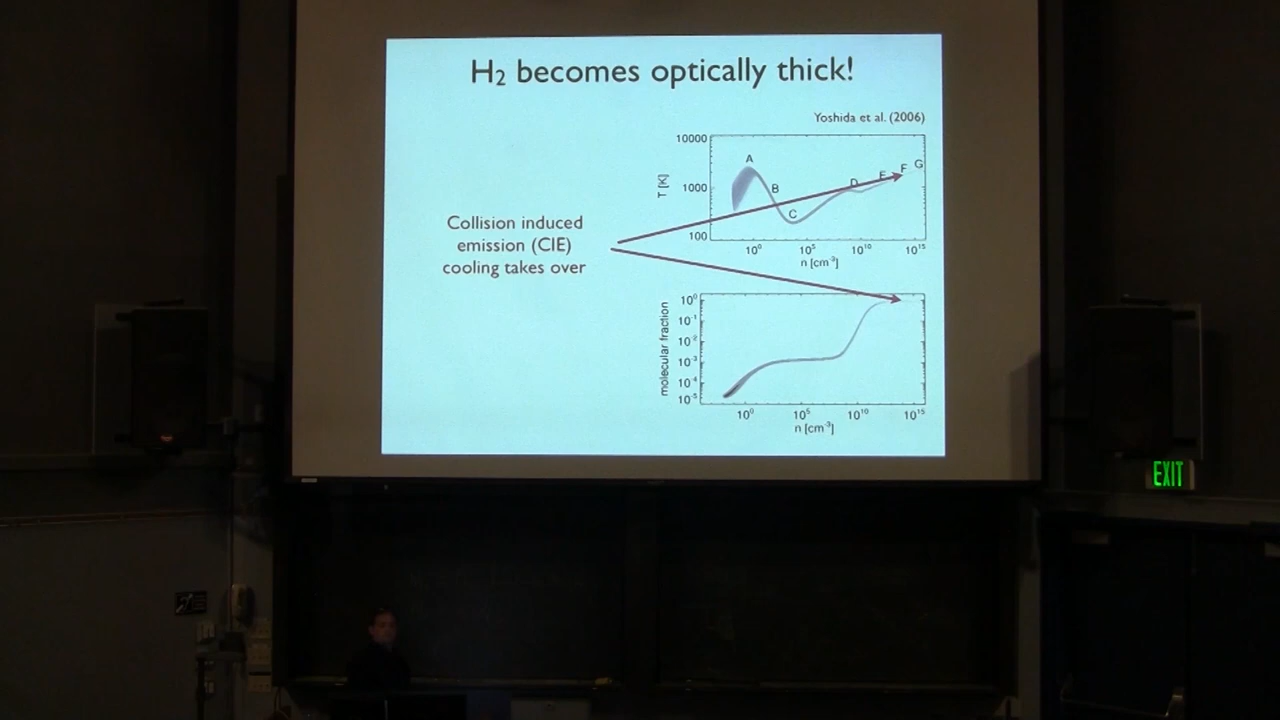 H₂ becomes optically thick!
Yoshida et al. (2006)
10000
1000
100
T [K]
A
B
C
D
E
F
G
10⁰
10⁵
10¹⁰
10¹⁵
n [cm⁻³]
Collision induced
emission (CIE)
cooling takes over
10⁰
10⁻¹
10⁻²
10⁻³
10⁻⁴
10⁻⁵
molecular fraction
10⁰
10⁵
10¹⁰
10¹⁵
n [cm⁻³]
EXIT